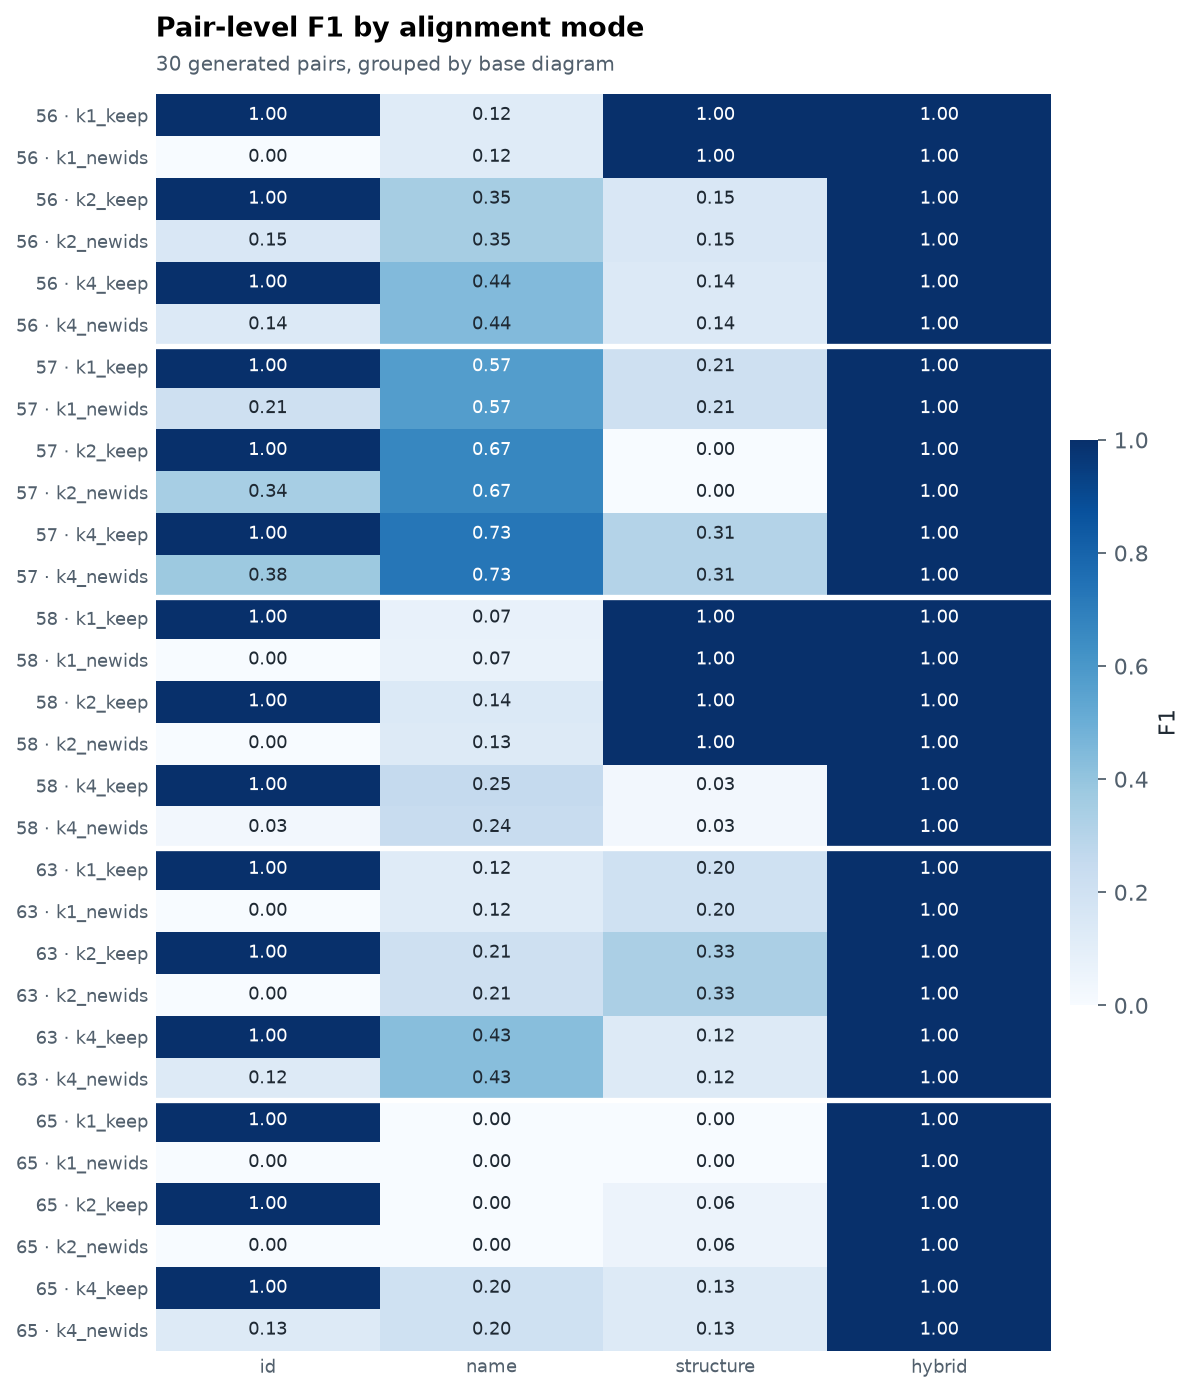 Pair-level F1 by alignment mode
30 generated pairs, grouped by base diagram
56 · k1_keep 1.00 0.12 1.00 1.00
56 · k1_newids 0.00 0.12 1.00 1.00
56 · k2_keep 1.00 0.35 0.15 1.00
56 · k2_newids 0.15 0.35 0.15 1.00
56 · k4_keep 1.00 0.44 0.14 1.00
56 · k4_newids 0.14 0.44 0.14 1.00
57 · k1_keep 1.00 0.57 0.21 1.00
57 · k1_newids 0.21 0.57 0.21 1.00
57 · k2_keep 1.00 0.67 0.00 1.00
57 · k2_newids 0.34 0.67 0.00 1.00
57 · k4_keep 1.00 0.73 0.31 1.00
57 · k4_newids 0.38 0.73 0.31 1.00
58 · k1_keep 1.00 0.07 1.00 1.00
58 · k1_newids 0.00 0.07 1.00 1.00
58 · k2_keep 1.00 0.14 1.00 1.00
58 · k2_newids 0.00 0.13 1.00 1.00
58 · k4_keep 1.00 0.25 0.03 1.00
58 · k4_newids 0.03 0.24 0.03 1.00
63 · k1_keep 1.00 0.12 0.20 1.00
63 · k1_newids 0.00 0.12 0.20 1.00
63 · k2_keep 1.00 0.21 0.33 1.00
63 · k2_newids 0.00 0.21 0.33 1.00
63 · k4_keep 1.00 0.43 0.12 1.00
63 · k4_newids 0.12 0.43 0.12 1.00
65 · k1_keep 1.00 0.00 0.00 1.00
65 · k1_newids 0.00 0.00 0.00 1.00
65 · k2_keep 1.00 0.00 0.06 1.00
65 · k2_newids 0.00 0.00 0.06 1.00
65 · k4_keep 1.00 0.20 0.13 1.00
65 · k4_newids 0.13 0.20 0.13 1.00
id name structure hybrid
1.0
0.8
0.6
0.4
0.2
0.0
F1